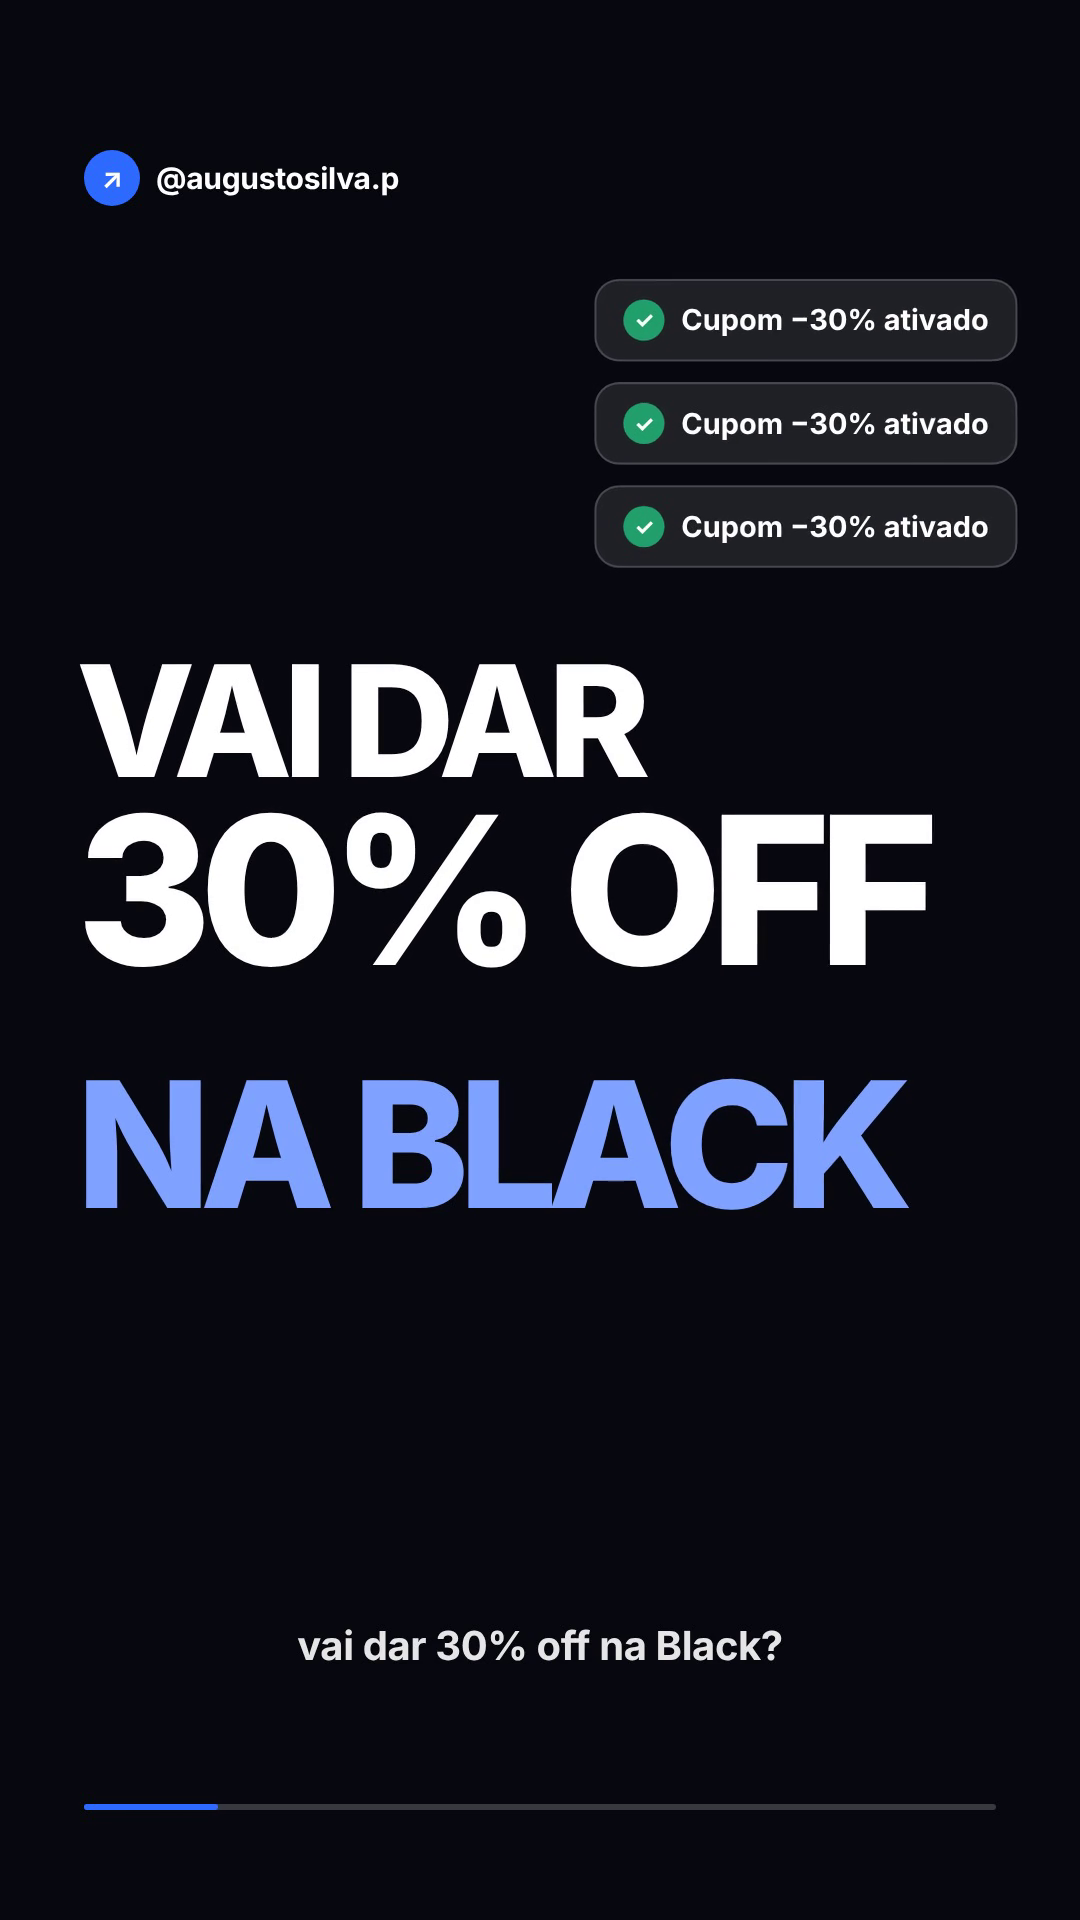 @augustosilva.p
Cupom −30% ativado
Cupom −30% ativado
Cupom −30% ativado
VAI DAR
30% OFF
NA BLACK
vai dar 30% off na Black?